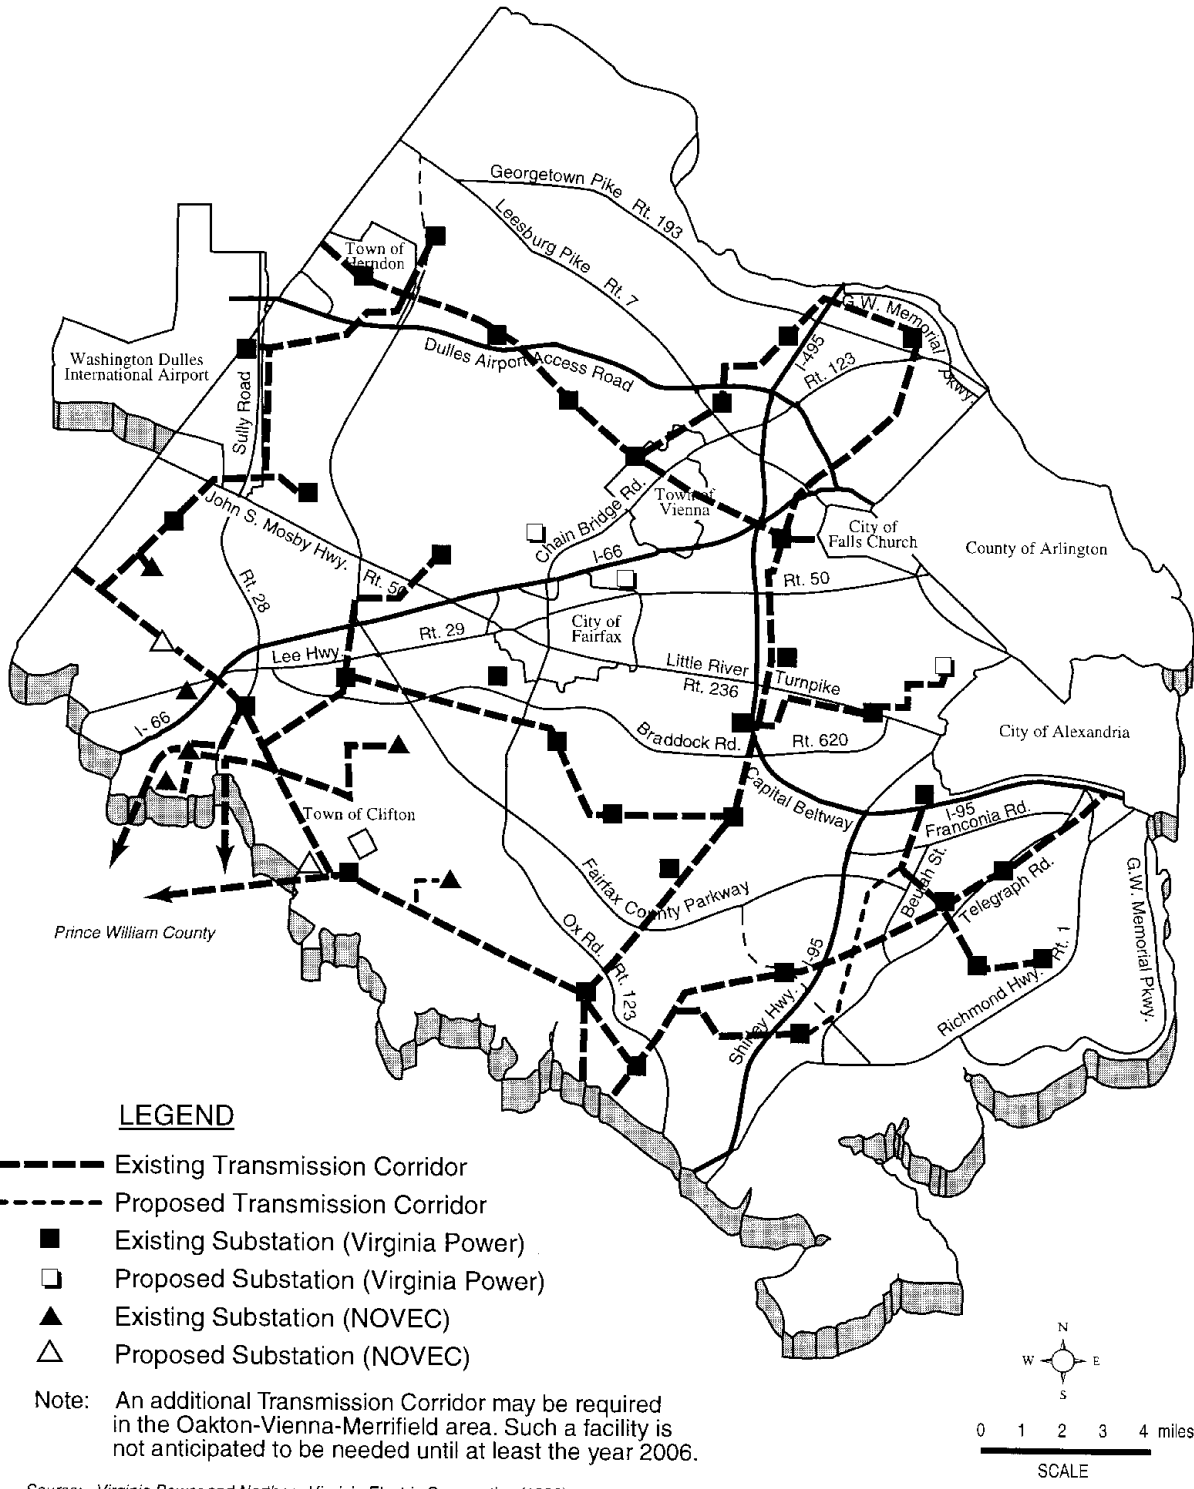 Georgetown Pike Rt. 193
Leesburg Pike Rt. 7
Town of
Herndon
G.W. Memorial Pkwy.
Washington Dulles
International Airport
Dulles Airport Access Road
I-495
Rt. 123
Sully Road
John S. Mosby Hwy. Rt. 50
Chain Bridge Rd.
Town of
Vienna
City of
Falls Church
County of Arlington
I-66
Rt. 50
Rt. 28
Rt. 29
Lee Hwy.
City of
Fairfax
Little River Turnpike
Rt. 236
I-66
Braddock Rd.
Rt. 620
City of Alexandria
Capital Beltway
Town of Clifton
I-95
Franconia Rd.
Beulah St.
Telegraph Rd.
Fairfax County Parkway
Ox Rd. Rt. 123
G.W. Memorial Pkwy.
Prince William County
I-95
Shirley Hwy.
Richmond Hwy. Rt. 1
LEGEND
Existing Transmission Corridor
Proposed Transmission Corridor
Existing Substation (Virginia Power)
Proposed Substation (Virginia Power)
Existing Substation (NOVEC)
Proposed Substation (NOVEC)
Note: An additional Transmission Corridor may be required
in the Oakton-Vienna-Merrifield area. Such a facility is
not anticipated to be needed until at least the year 2006.
N
W E
S
0 1 2 3 4 miles
SCALE